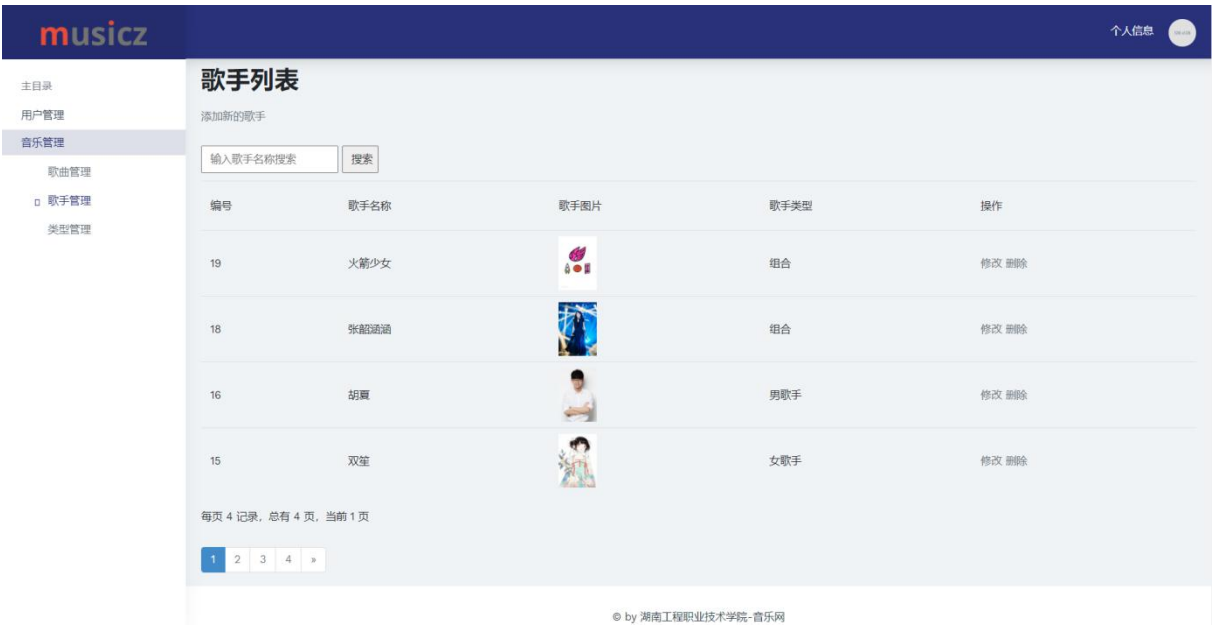 musicz
个人信息
主目录
用户管理
音乐管理
歌曲管理
歌手管理
类型管理
歌手列表
添加新的歌手
输入歌手名称搜索 搜索
编号 歌手名称 歌手图片 歌手类型 操作
19 火箭少女 组合 修改 删除
18 张韶涵涵 组合 修改 删除
16 胡夏 男歌手 修改 删除
15 双笙 女歌手 修改 删除
每页 4 记录，总有 4 页，当前 1 页
1 2 3 4 »
© by 湖南工程职业技术学院-音乐网